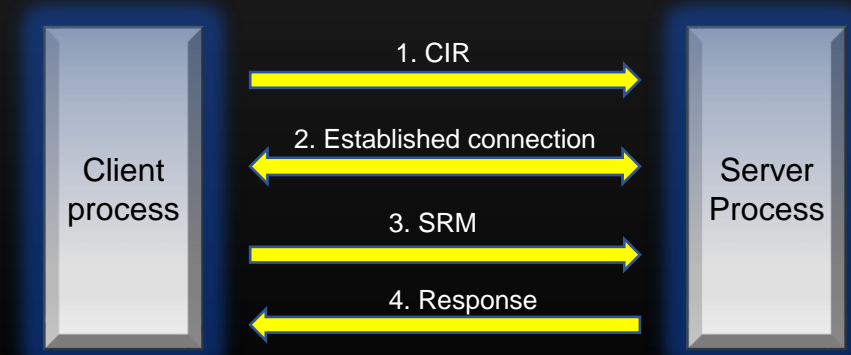 1. CIR
2. Established connection
Client
process
Server
Process
3. SRM
4. Response